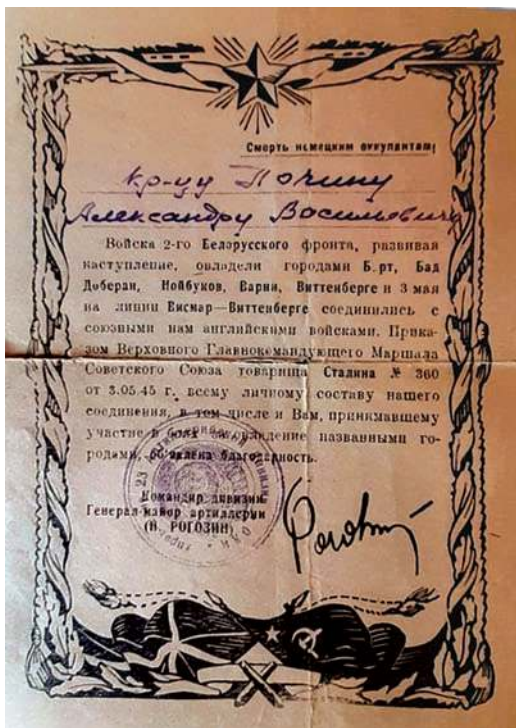 Смерть немецким оккупантам!
кр-цу Почину
Александру Васильевичу
Войска 2-го Белорусского фронта, развивая
наступление, овладели городами Барт, Бад
Доберан, Нойбуков, Варин, Виттенберге и 3 мая
на линии Висмар—Виттенберге соединились с
союзными нам английскими войсками. Прика-
зом Верховного Главнокомандующего Маршала
Советского Союза товарища Сталина № 360
от 3.05.45 г. всему личному составу нашего
соединения, в том числе и Вам, принимавшему
участие в боях за овладение названными го-
родами, объявлена благодарность.
Командир дивизии
Генерал-майор артиллерии
(Н. РОГОЗИН)
23